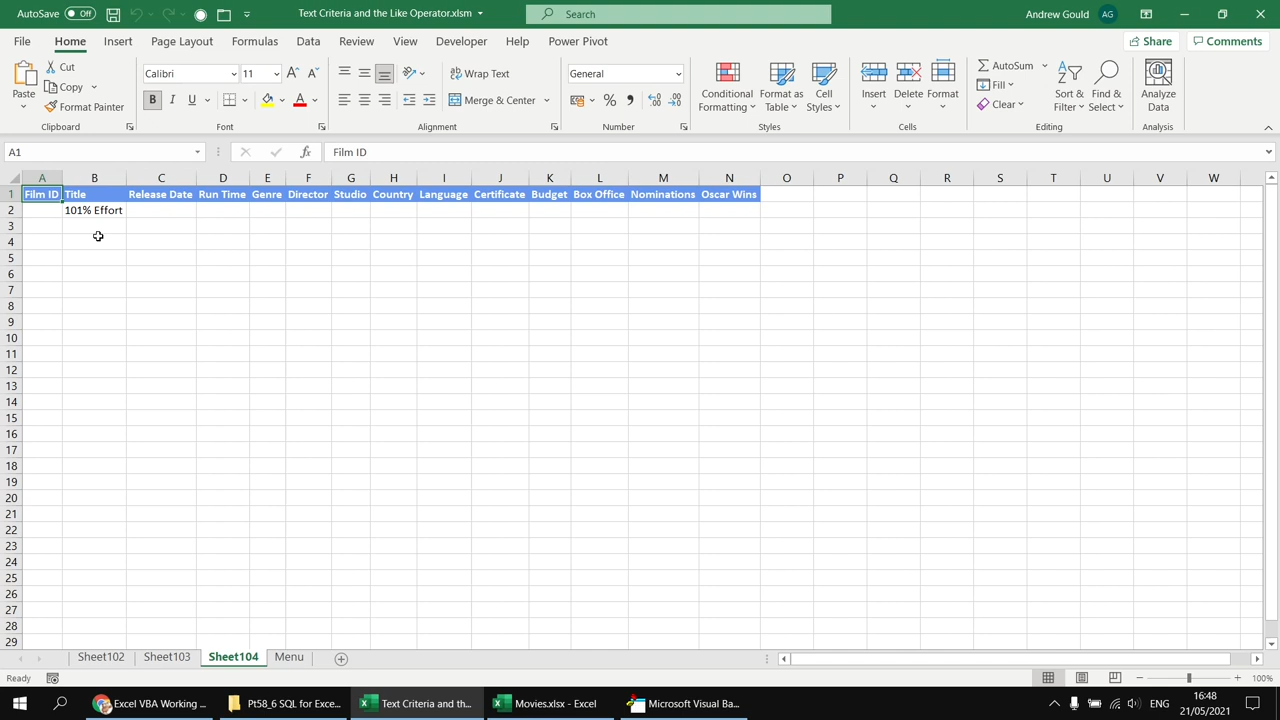 AutoSave Off Text Criteria and the Like Operator.xlsm Search Andrew Gould AG
File Home Insert Page Layout Formulas Data Review View Developer Help Power Pivot Share Comments
Paste Cut Copy Format Painter
Calibri 11 B I U A
Wrap Text Merge & Center
General % ,
Conditional Formatting Format as Table Cell Styles
Insert Delete Format
AutoSum Fill Clear Sort & Filter Find & Select
Analyze Data
Clipboard Font Alignment Number Styles Cells Editing Analysis
A1 fx Film ID
A B C D E F G H I J K L M N O P Q R S T U V W
1 Film ID Title Release Date Run Time Genre Director Studio Country Language Certificate Budget Box Office Nominations Oscar Wins
2 101% Effort
3
4
5
6
7
8
9
10
11
12
13
14
15
16
17
18
19
20
21
22
23
24
25
26
27
28
29
Sheet102 Sheet103 Sheet104 Menu
Ready 100%
Excel VBA Working ... Pt58_6 SQL for Exce... Text Criteria and th... Movies.xlsx - Excel Microsoft Visual Ba... ENG 16:48
21/05/2021